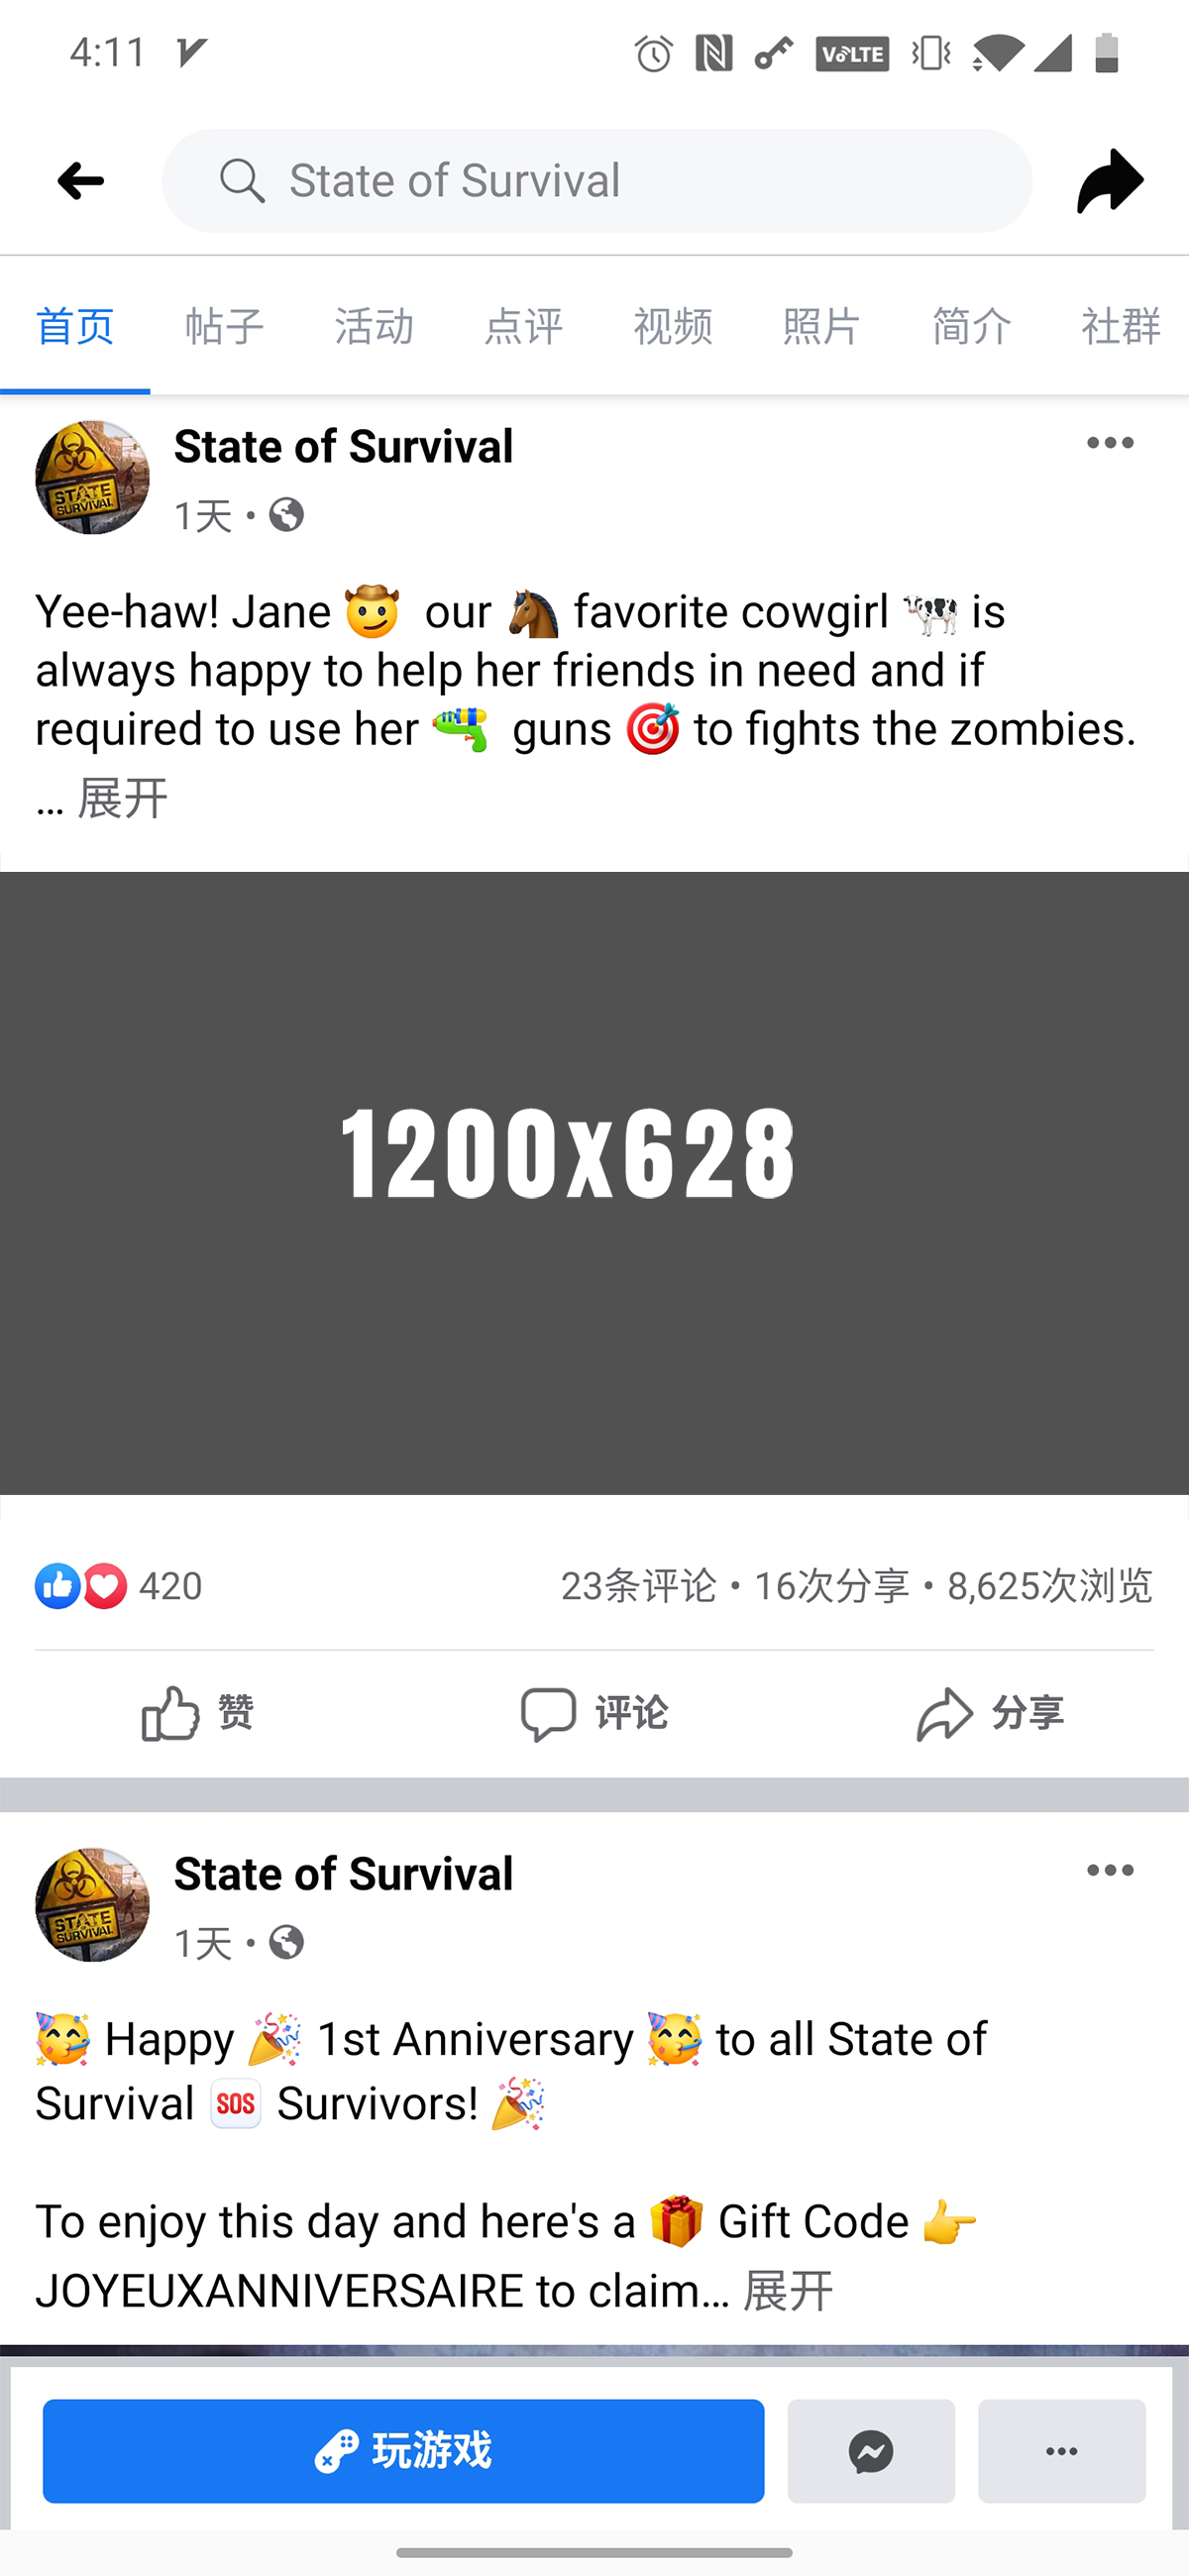 4:11
VoLTE
State of Survival
首页 帖子 活动 点评 视频 照片 简介 社群
STATE
SURVIVAL
State of Survival
1天 •
Yee-haw! Jane 🤠 our 🐴 favorite cowgirl 🐄 is
always happy to help her friends in need and if
required to use her 🔫 guns 🎯 to fights the zombies.
... 展开
1200x628
420
23条评论 • 16次分享 • 8,625次浏览
赞 评论 分享
STATE
SURVIVAL
State of Survival
1天 •
🥳 Happy 🎉 1st Anniversary 🥳 to all State of
Survival 🆘 Survivors! 🎉
To enjoy this day and here's a 🎁 Gift Code 👉
JOYEUXANNIVERSAIRE to claim... 展开
玩游戏